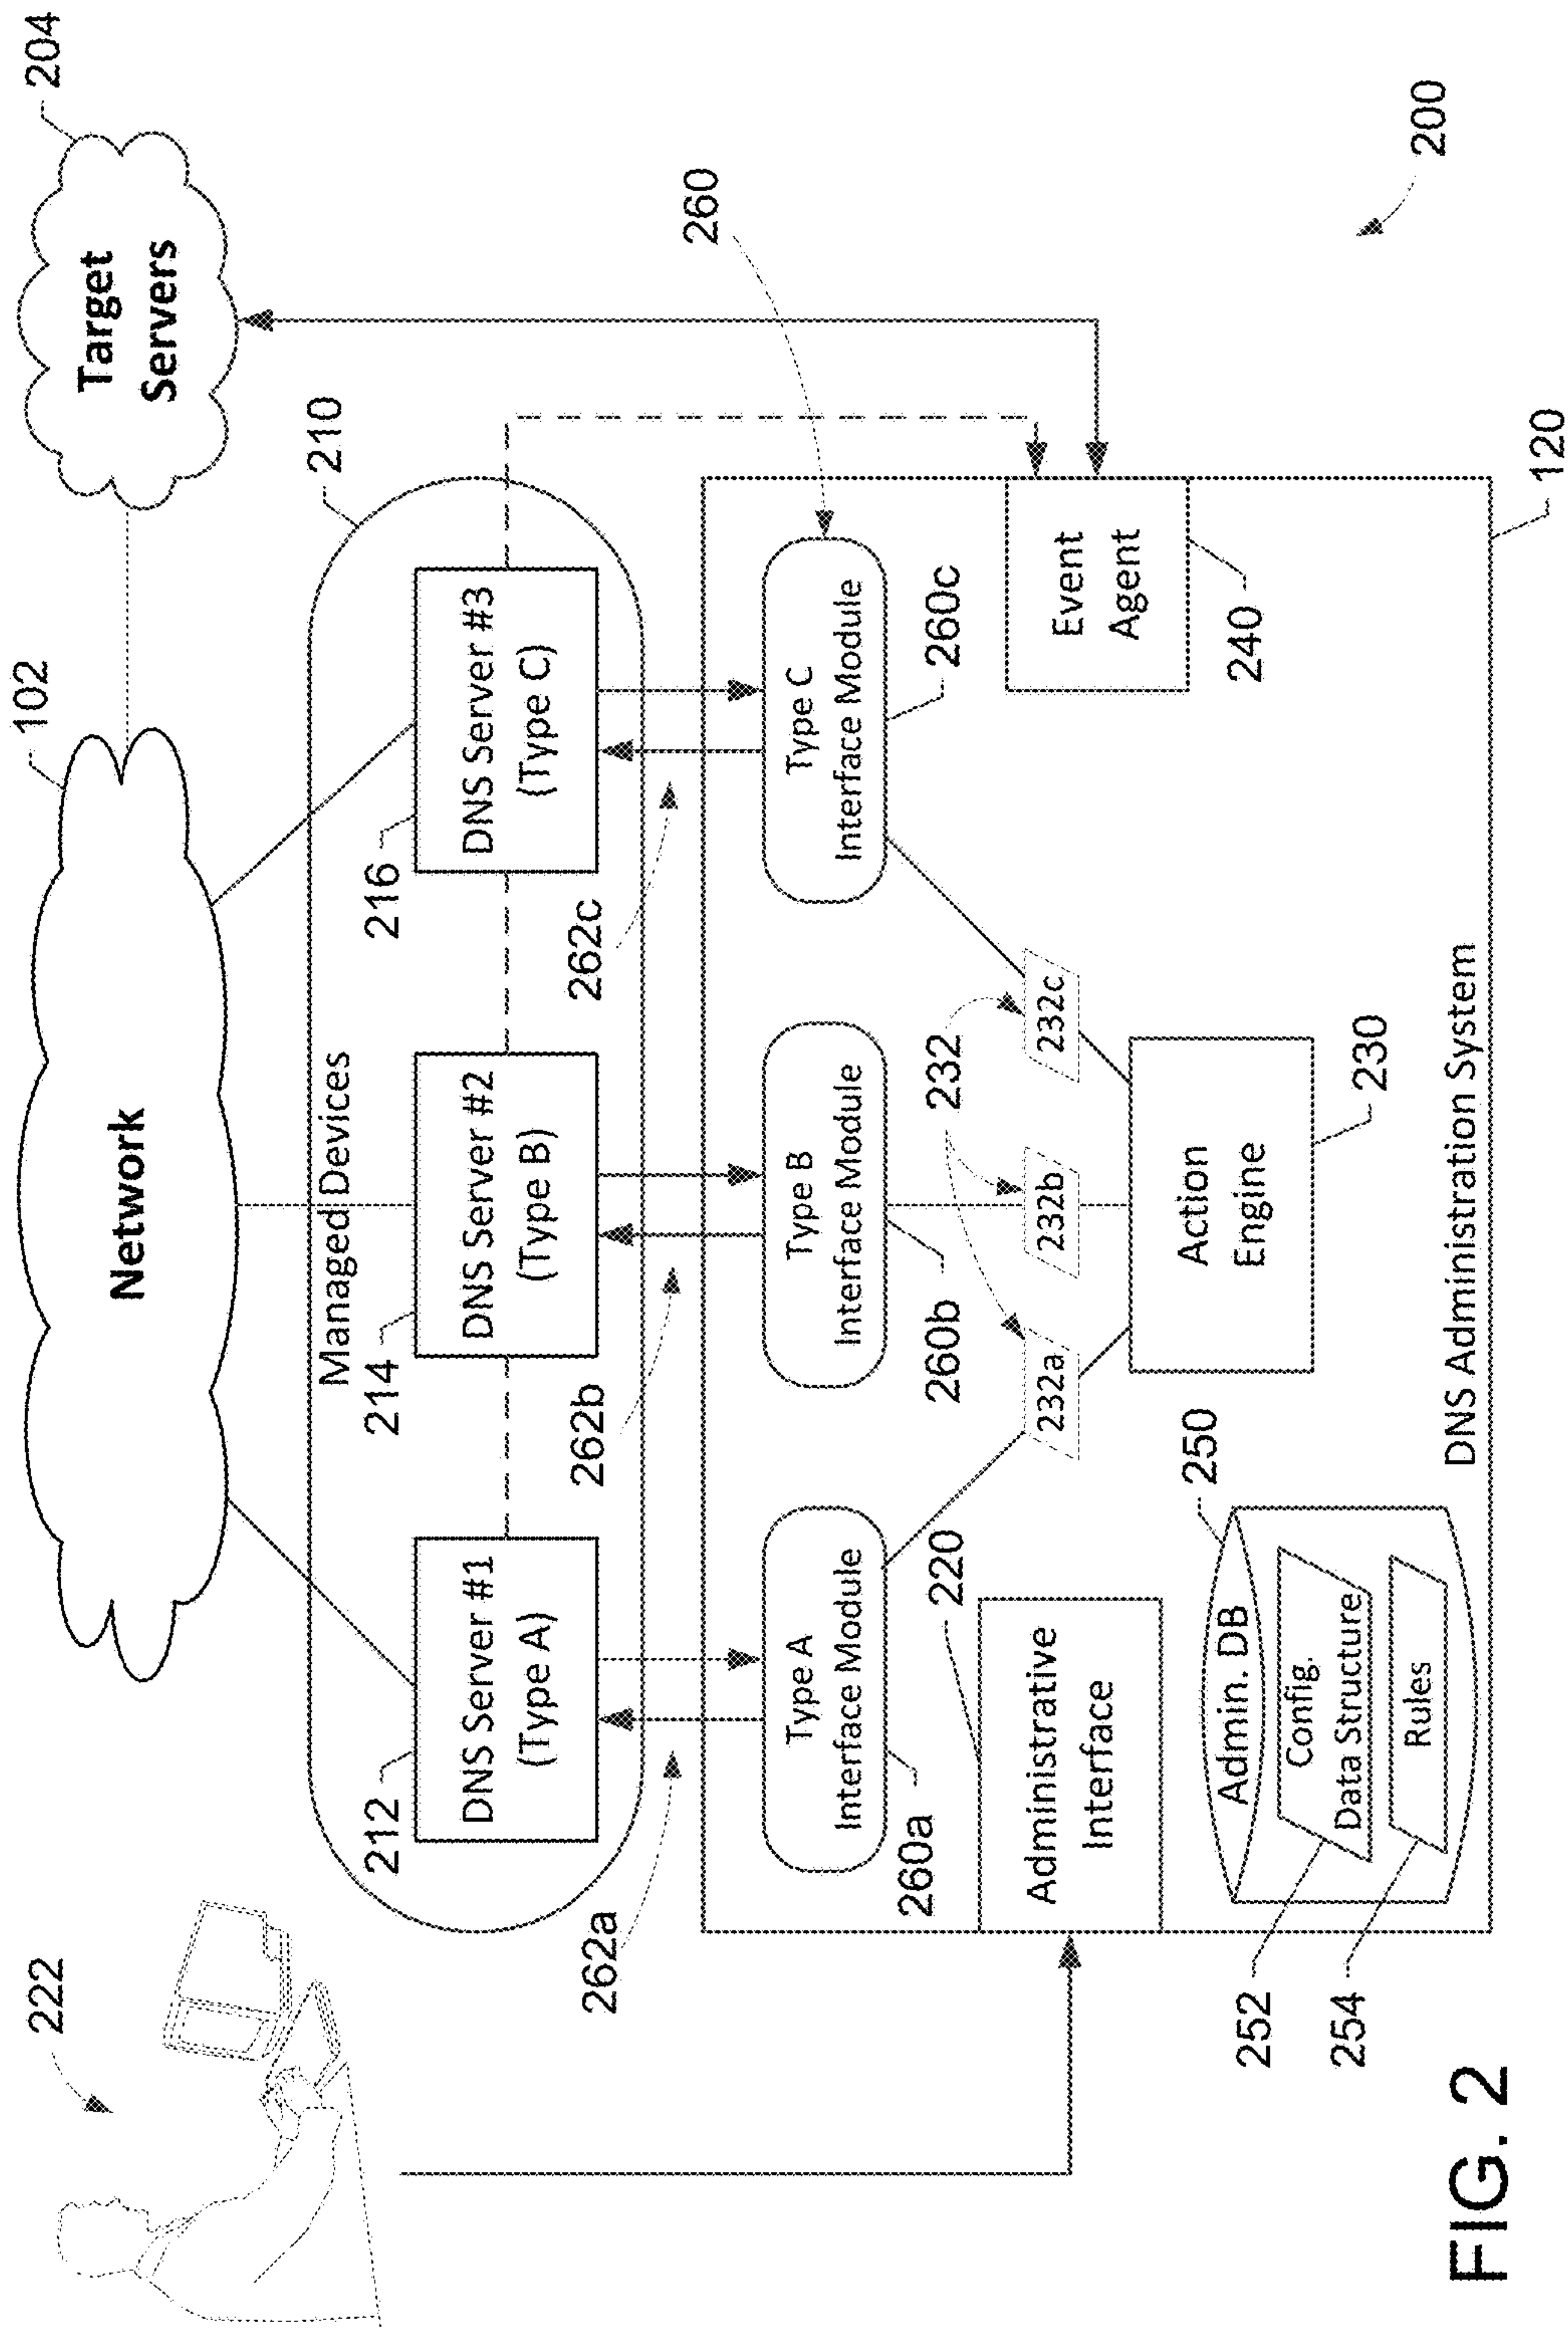 222
Network
102
Target
Servers
204
Managed Devices
210
212
DNS Server #1
(Type A)
214
DNS Server #2
(Type B)
216
DNS Server #3
(Type C)
262a
262b
262c
260
Type A
Interface Module
260a
Type B
Interface Module
260b
Type C
Interface Module
260c
220
Administrative
Interface
232
232a
232b
232c
Event
Agent
240
Action
Engine
230
250
Admin. DB
Config.
Data Structure
Rules
252
254
DNS Administration System
120
200
FIG. 2